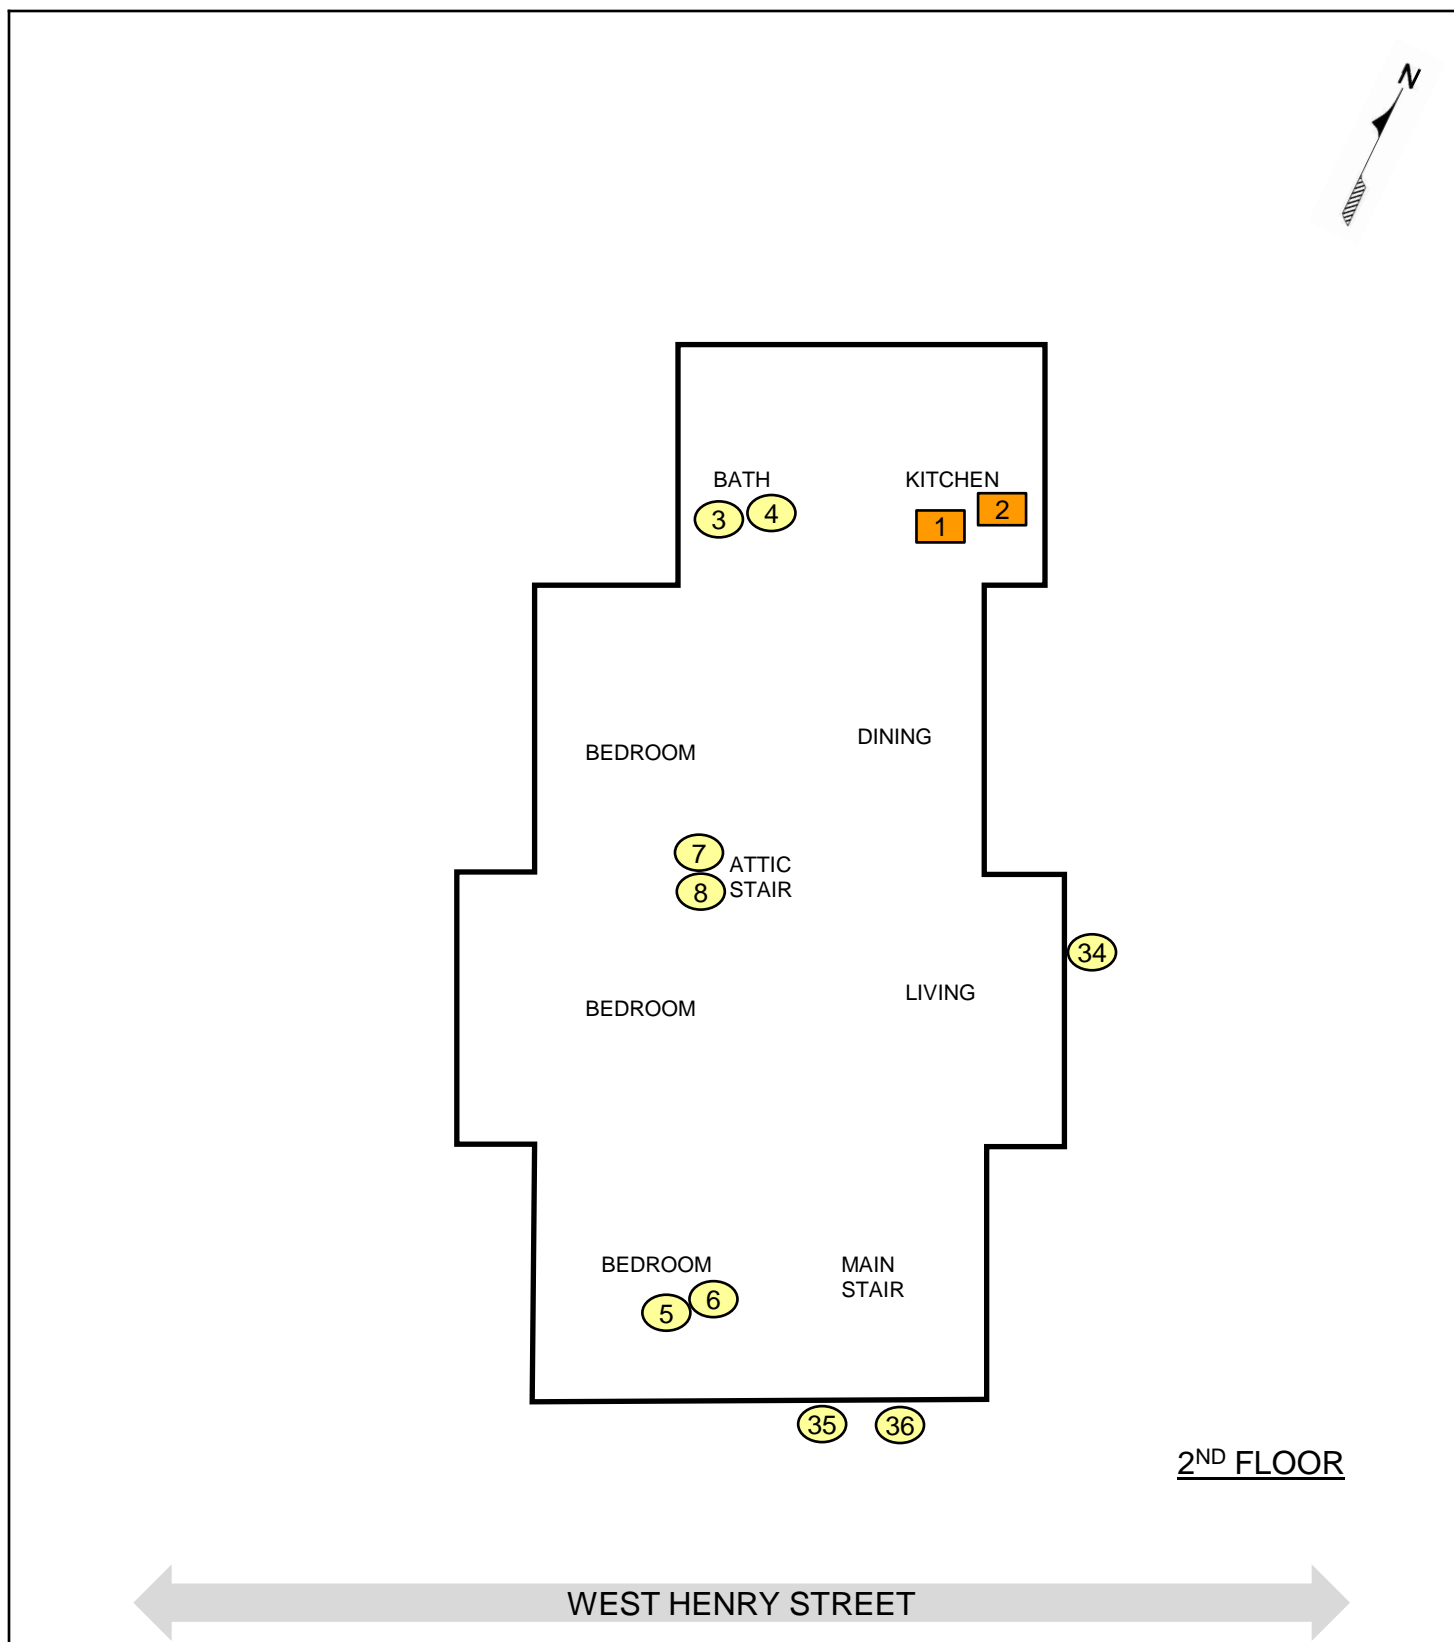 N
BATH
KITCHEN
3
4
1
2
BEDROOM
DINING
7
8
ATTIC
STAIR
34
BEDROOM
LIVING
BEDROOM
5
6
MAIN
STAIR
35
36
2ND FLOOR
WEST HENRY STREET